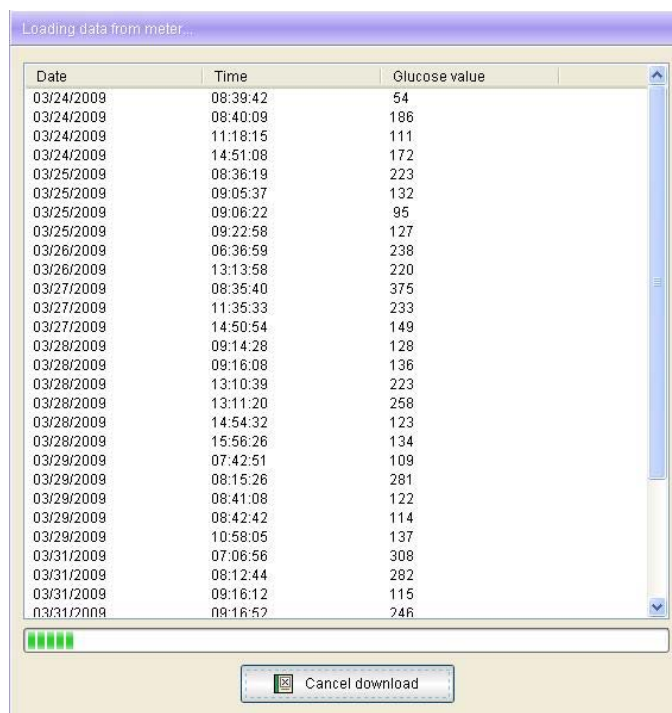 Loading data from meter...
Date Time Glucose value
03/24/2009 08:39:42 54
03/24/2009 08:40:09 186
03/24/2009 11:18:15 111
03/24/2009 14:51:08 172
03/25/2009 08:36:19 223
03/25/2009 09:05:37 132
03/25/2009 09:06:22 95
03/25/2009 09:22:58 127
03/26/2009 06:36:59 238
03/26/2009 13:13:58 220
03/27/2009 08:35:40 375
03/27/2009 11:35:33 233
03/27/2009 14:50:54 149
03/28/2009 09:14:28 128
03/28/2009 09:16:08 136
03/28/2009 13:10:39 223
03/28/2009 13:11:20 258
03/28/2009 14:54:32 123
03/28/2009 15:56:26 134
03/29/2009 07:42:51 109
03/29/2009 08:15:26 281
03/29/2009 08:41:08 122
03/29/2009 08:42:42 114
03/29/2009 10:58:05 137
03/31/2009 07:06:56 308
03/31/2009 08:12:44 282
03/31/2009 09:16:12 115
03/31/2009 09:16:52 246
Cancel download